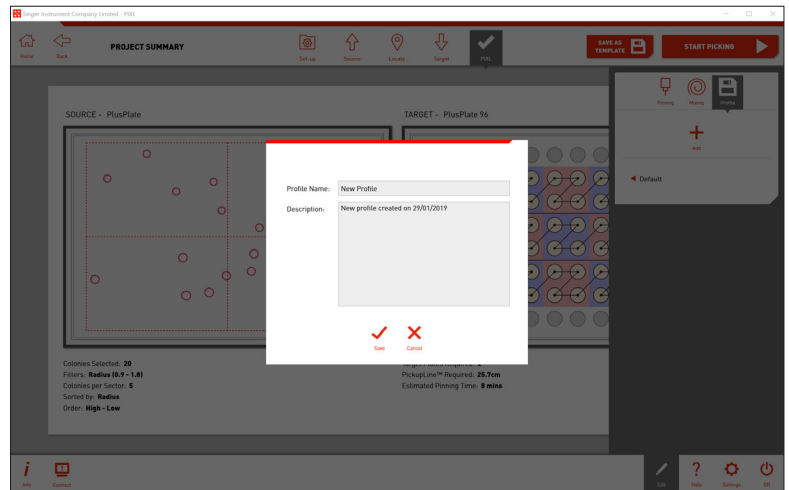 Singer Instrument Company Limited - PIXL
Home
Back
PROJECT SUMMARY
Set-up
Source
Locate
Target
PIXL
SAVE AS
TEMPLATE
START PICKING
SOURCE - PlusPlate
TARGET - PlusPlate 96
Pinning
Mixing
Profile
Add
Default
Profile Name:
New Profile
Description:
New profile created on 29/01/2019
Save
Cancel
Colonies Selected: 20
Filters: Radius (0.9 - 1.8)
Colonies per Sector: 5
Sorted by: Radius
Order: High - Low
PickupLine™ Required: 25.7cm
Estimated Pinning Time: 8 mins
Info
Connect
Edit
Help
Settings
Off